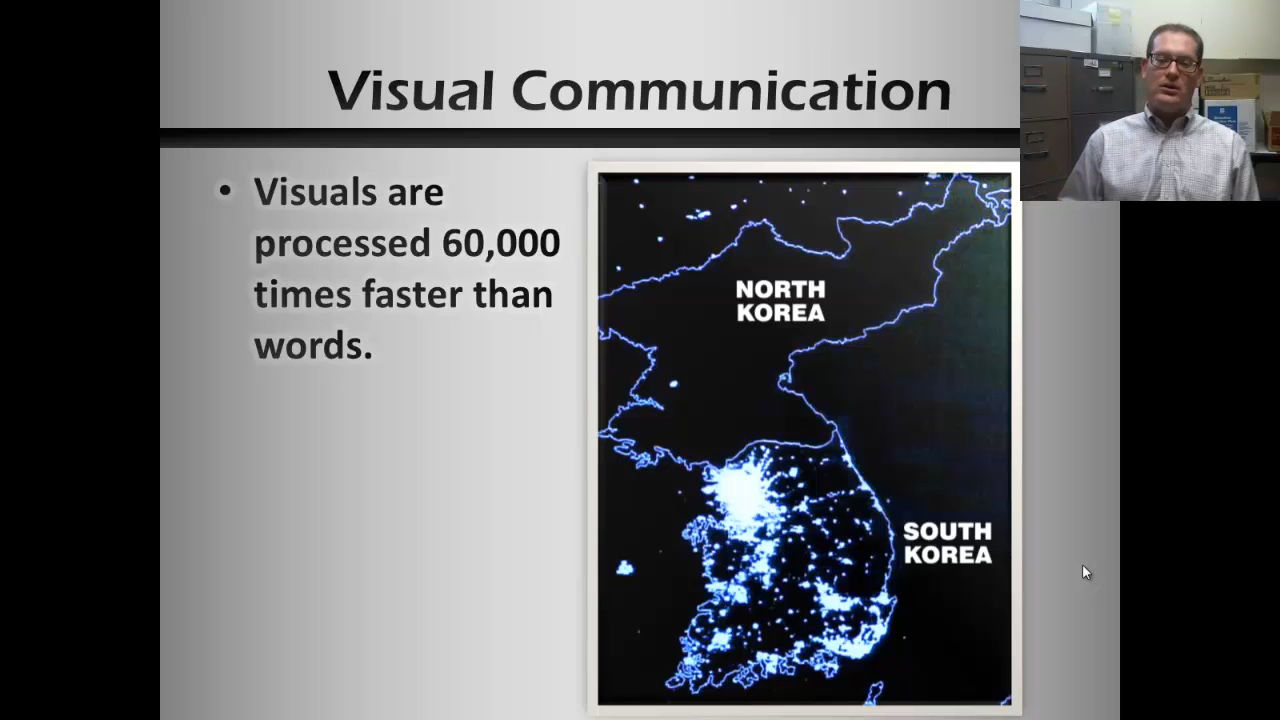 Visual Communication
• Visuals are
processed 60,000
times faster than
words.
NORTH
KOREA
SOUTH
KOREA